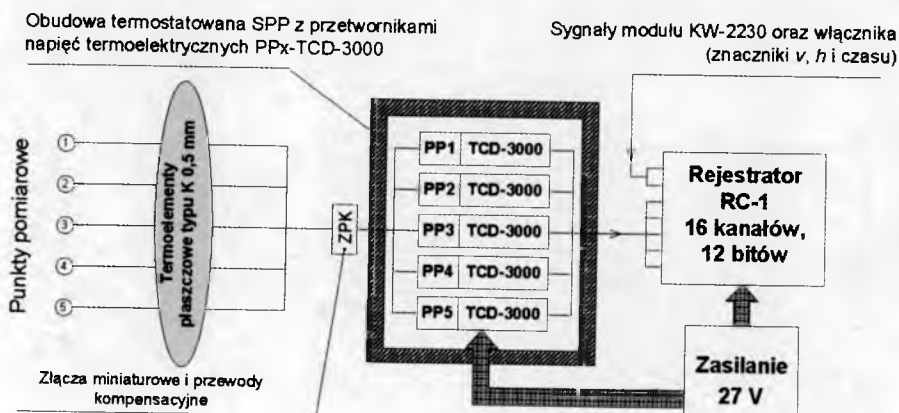 Obudowa termostatowana SPP z przetwornikami
napięć termoelektrycznych PPx-TCD-3000
Sygnały modułu KW-2230 oraz włącznika
(znaczniki v, h i czasu)
Punkty pomiarowe
1
2
3
4
5
Termoelementy
płaszczowe typu K 0,5 mm
ZPK
PP1 TCD-3000
PP2 TCD-3000
PP3 TCD-3000
PP4 TCD-3000
PP5 TCD-3000
Rejestrator
RC-1
16 kanałów,
12 bitów
Zasilanie
27 V
Złącza miniaturowe i przewody
kompensacyjne